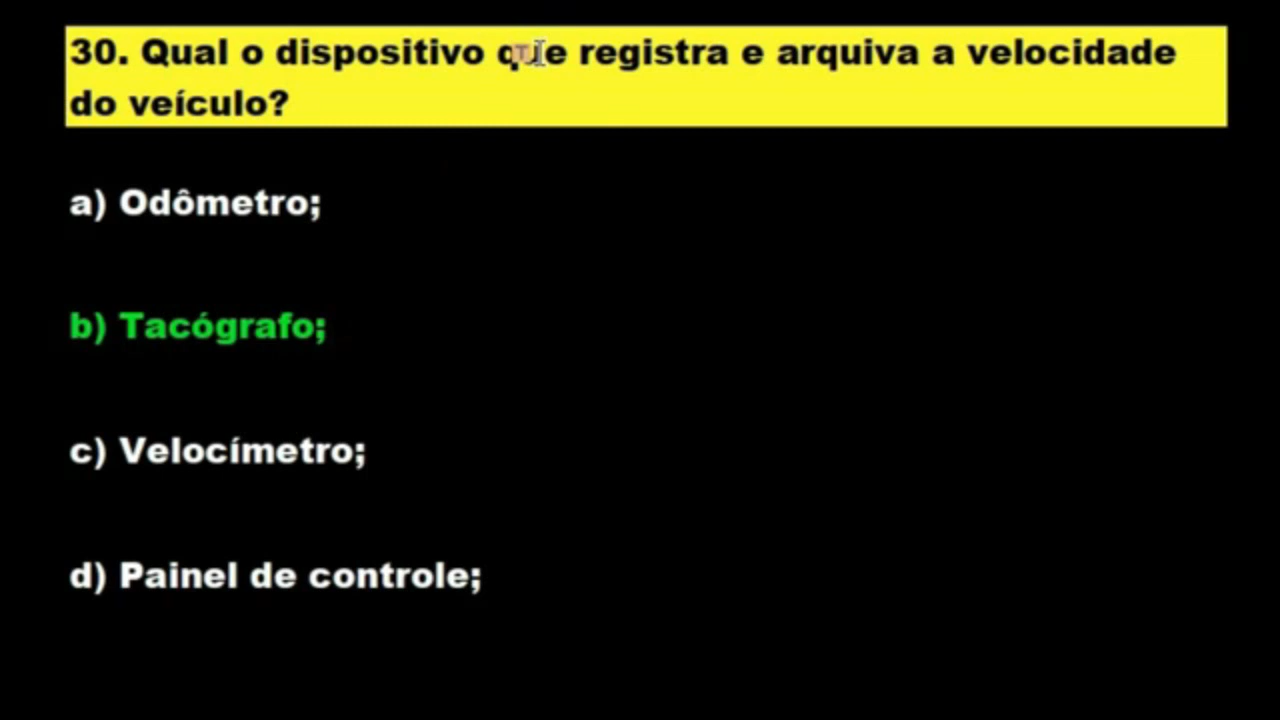 30. Qual o dispositivo que registra e arquiva a velocidade
do veículo?
a) Odômetro;
b) Tacógrafo;
c) Velocímetro;
d) Painel de controle;